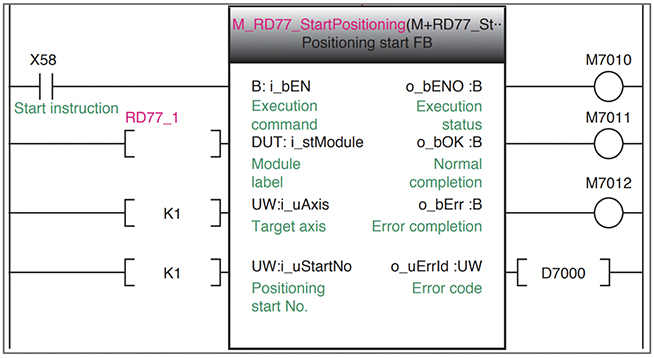 M_RD77_StartPositioning(M+RD77_St··
Positioning start FB
X58
Start instruction
B: i_bEN
o_bENO :B
M7010
Execution
command
Execution
status
RD77_1
DUT: i_stModule
o_bOK :B
M7011
Module
label
Normal
completion
K1
UW:i_uAxis
o_bErr :B
M7012
Target axis
Error completion
K1
UW:i_uStartNo
o_uErrId :UW
D7000
Positioning
start No.
Error code